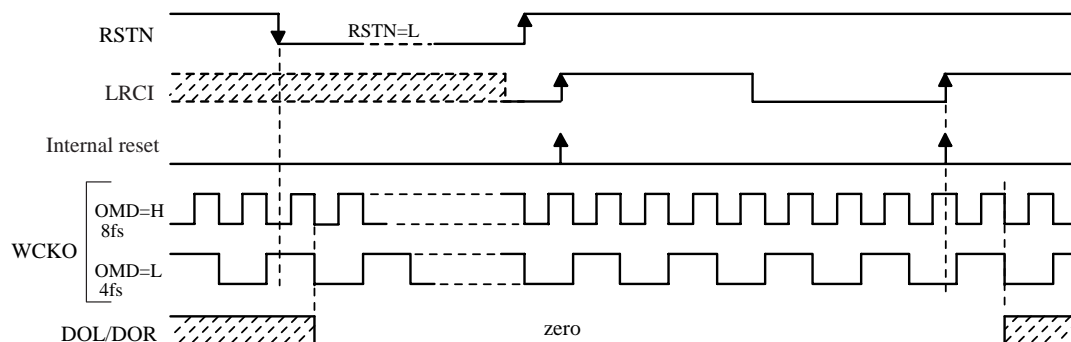 RSTN
RSTN=L
LRCI
Internal reset
OMD=H
8fs
WCKO
OMD=L
4fs
DOL/DOR
zero